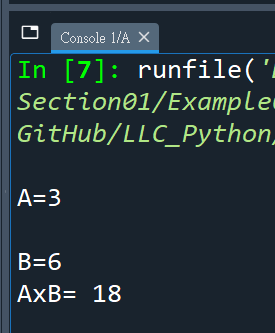 Console 1/A
In [7]: runfile('
Section01/Example
GitHub/LLC_Python/
A=3
B=6
AxB= 18